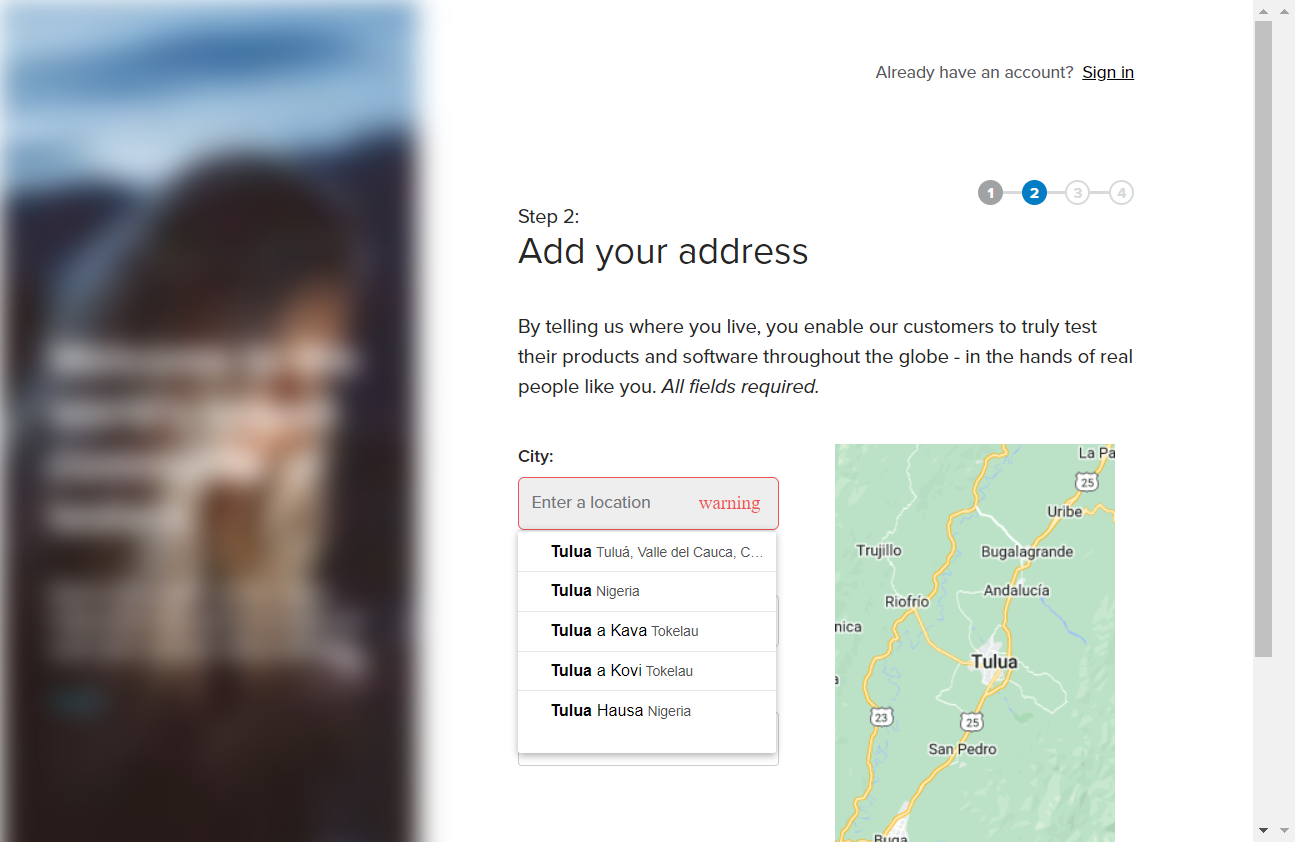 Already have an account? Sign in
1 2 3 4
Step 2:
Add your address
By telling us where you live, you enable our customers to truly test
their products and software throughout the globe - in the hands of real
people like you. All fields required.
City:
Enter a location warning
Tulua Tuluá, Valle del Cauca, C...
Tulua Nigeria
Tulua a Kava Tokelau
Tulua a Kovi Tokelau
Tulua Hausa Nigeria
La Pa
25
Uribe
Trujillo
Bugalagrande
Andalucía
Riofrío
nica
Tulua
a
23
25
San Pedro
Buga